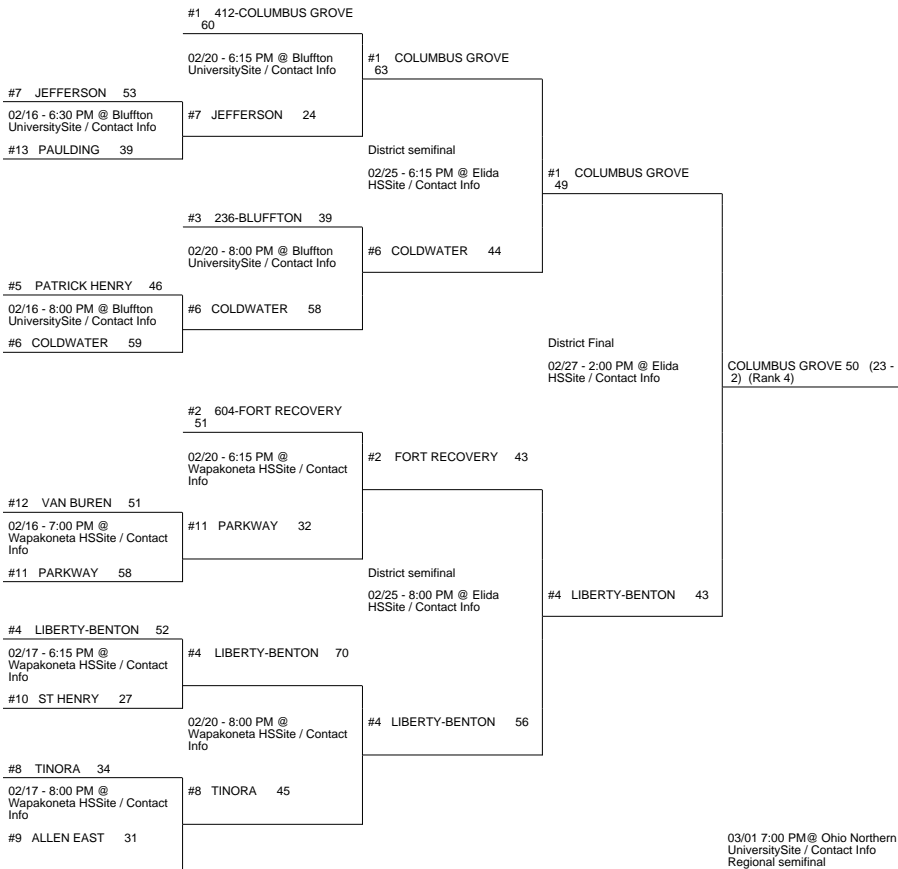 #1 412-COLUMBUS GROVE
60
02/20 - 6:15 PM @ Bluffton
UniversitySite / Contact Info
#1 COLUMBUS GROVE
63
#7 JEFFERSON 53
02/16 - 6:30 PM @ Bluffton
UniversitySite / Contact Info
#7 JEFFERSON 24
#13 PAULDING 39
District semifinal
02/25 - 6:15 PM @ Elida
HSSite / Contact Info
#1 COLUMBUS GROVE
49
#3 236-BLUFFTON 39
02/20 - 8:00 PM @ Bluffton
UniversitySite / Contact Info
#6 COLDWATER 44
#5 PATRICK HENRY 46
02/16 - 8:00 PM @ Bluffton
UniversitySite / Contact Info
#6 COLDWATER 58
#6 COLDWATER 59
District Final
02/27 - 2:00 PM @ Elida
HSSite / Contact Info
COLUMBUS GROVE 50 (23 -
2) (Rank 4)
#2 604-FORT RECOVERY
51
02/20 - 6:15 PM @
Wapakoneta HSSite / Contact
Info
#2 FORT RECOVERY 43
#12 VAN BUREN 51
02/16 - 7:00 PM @
Wapakoneta HSSite / Contact
Info
#11 PARKWAY 32
#11 PARKWAY 58
District semifinal
02/25 - 8:00 PM @ Elida
HSSite / Contact Info
#4 LIBERTY-BENTON 43
#4 LIBERTY-BENTON 52
02/17 - 6:15 PM @
Wapakoneta HSSite / Contact
Info
#4 LIBERTY-BENTON 70
#10 ST HENRY 27
02/20 - 8:00 PM @
Wapakoneta HSSite / Contact
Info
#4 LIBERTY-BENTON 56
#8 TINORA 34
02/17 - 8:00 PM @
Wapakoneta HSSite / Contact
Info
#8 TINORA 45
#9 ALLEN EAST 31
03/01 7:00 PM@ Ohio Northern
UniversitySite / Contact Info
Regional semifinal